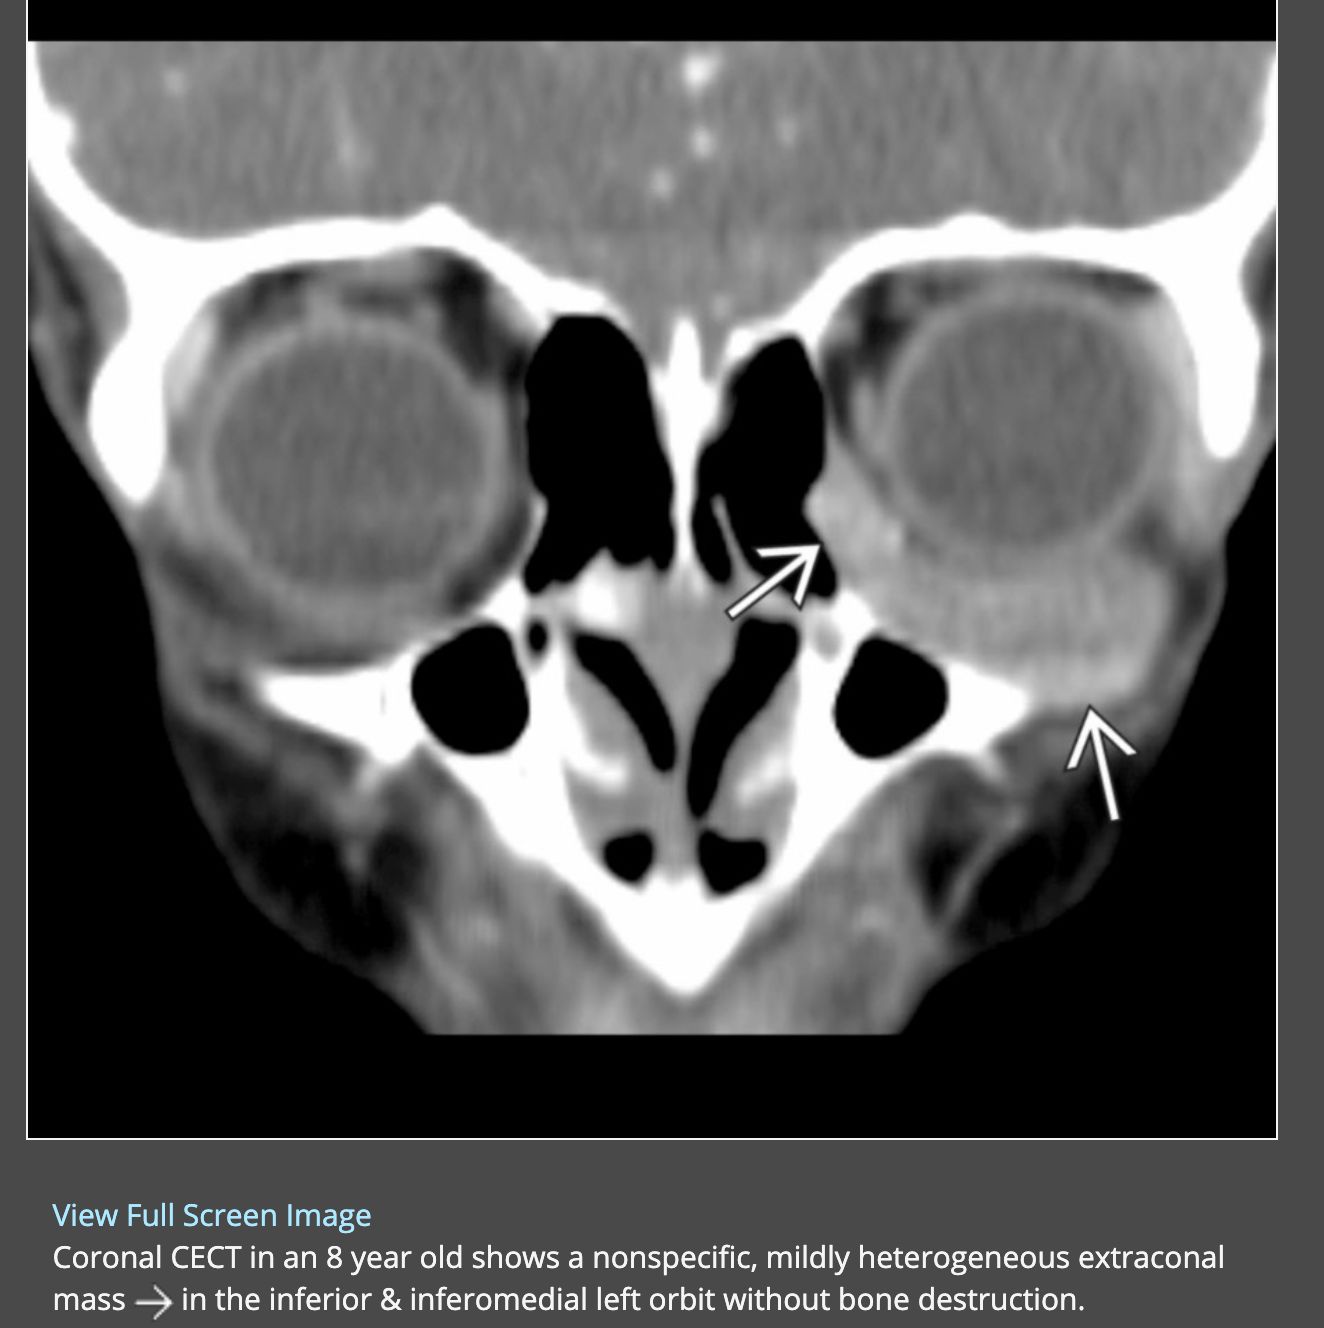 View Full Screen Image
Coronal CECT in an 8 year old shows a nonspecific, mildly heterogeneous extraconal
mass → in the inferior & inferomedial left orbit without bone destruction.